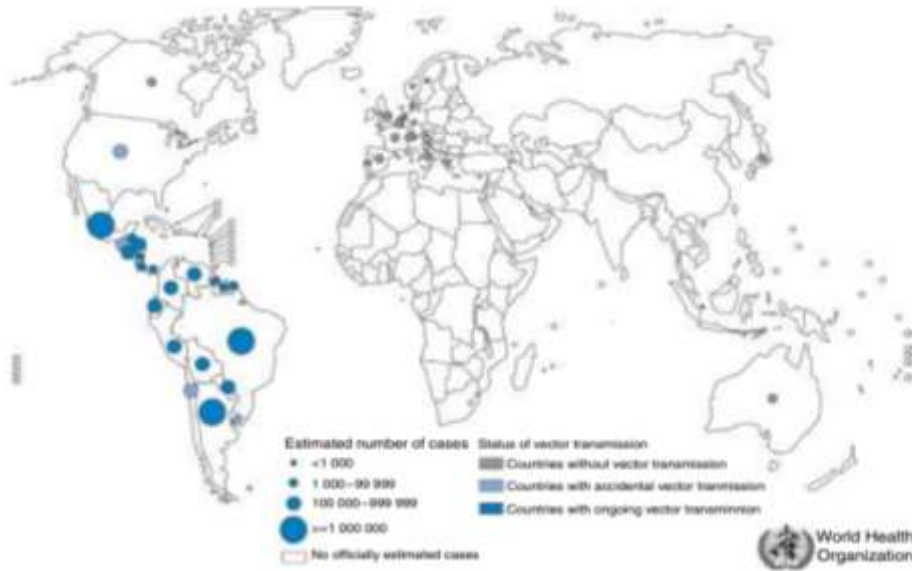 Estimated number of cases
<1 000
1 000–99 999
100 000–999 999
>=1 000 000
No officially estimated cases
Status of vector transmission
Countries without vector transmission
Countries with accidental vector tranmission
Countries with ongoing vector transminnion
World Health
Organization